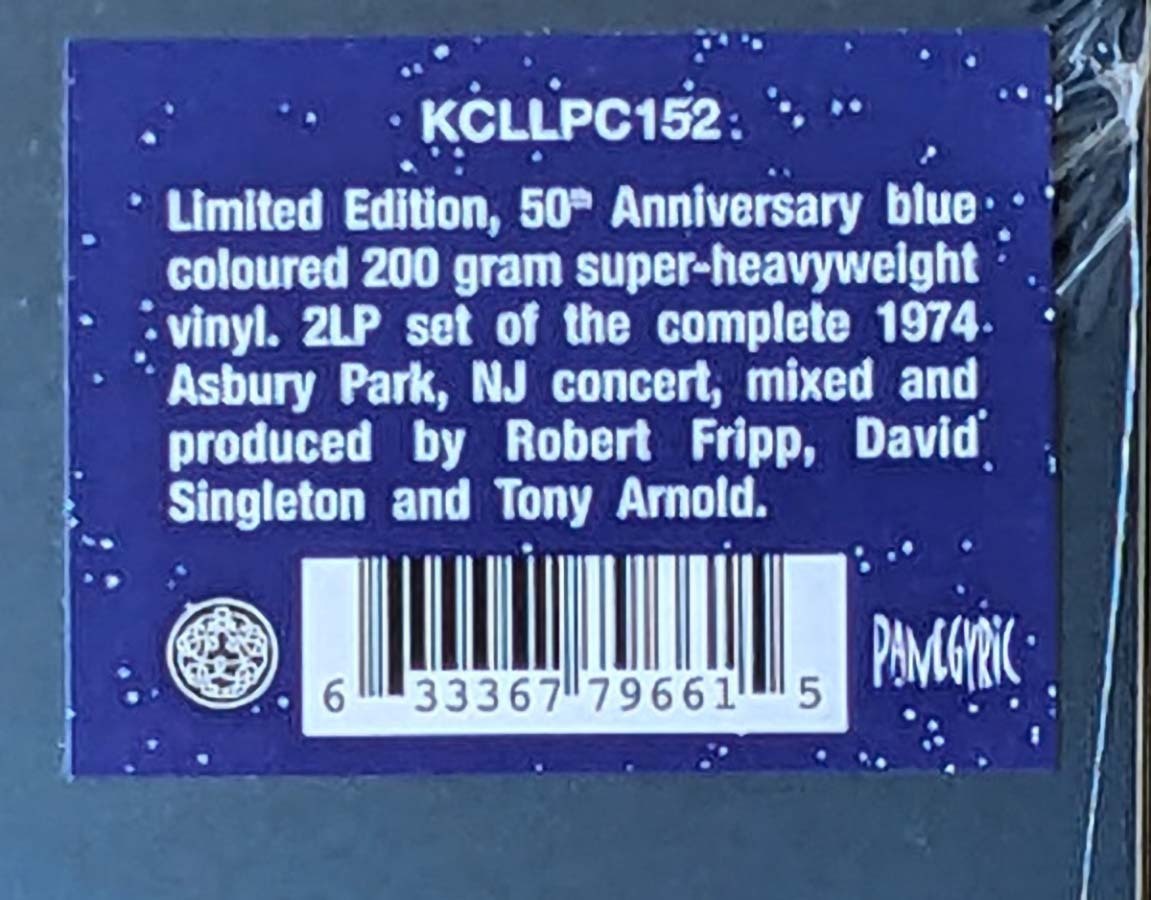 KCLLPC152
Limited Edition, 50th Anniversary blue
coloured 200 gram super-heavyweight
vinyl. 2LP set of the complete 1974
Asbury Park, NJ concert, mixed and
produced by Robert Fripp, David
Singleton and Tony Arnold.
6 33367 79661 5
PANEGYRIC